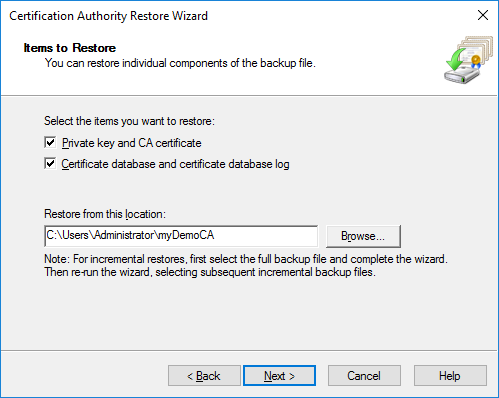 Certification Authority Restore Wizard
Items to Restore
You can restore individual components of the backup file.
Select the items you want to restore:
Private key and CA certificate
Certificate database and certificate database log
Restore from this location:
C:\Users\Administrator\myDemoCA
Browse...
Note: For incremental restores, first select the full backup file and complete the wizard.
Then re-run the wizard, selecting subsequent incremental backup files.
< Back
Next >
Cancel
Help